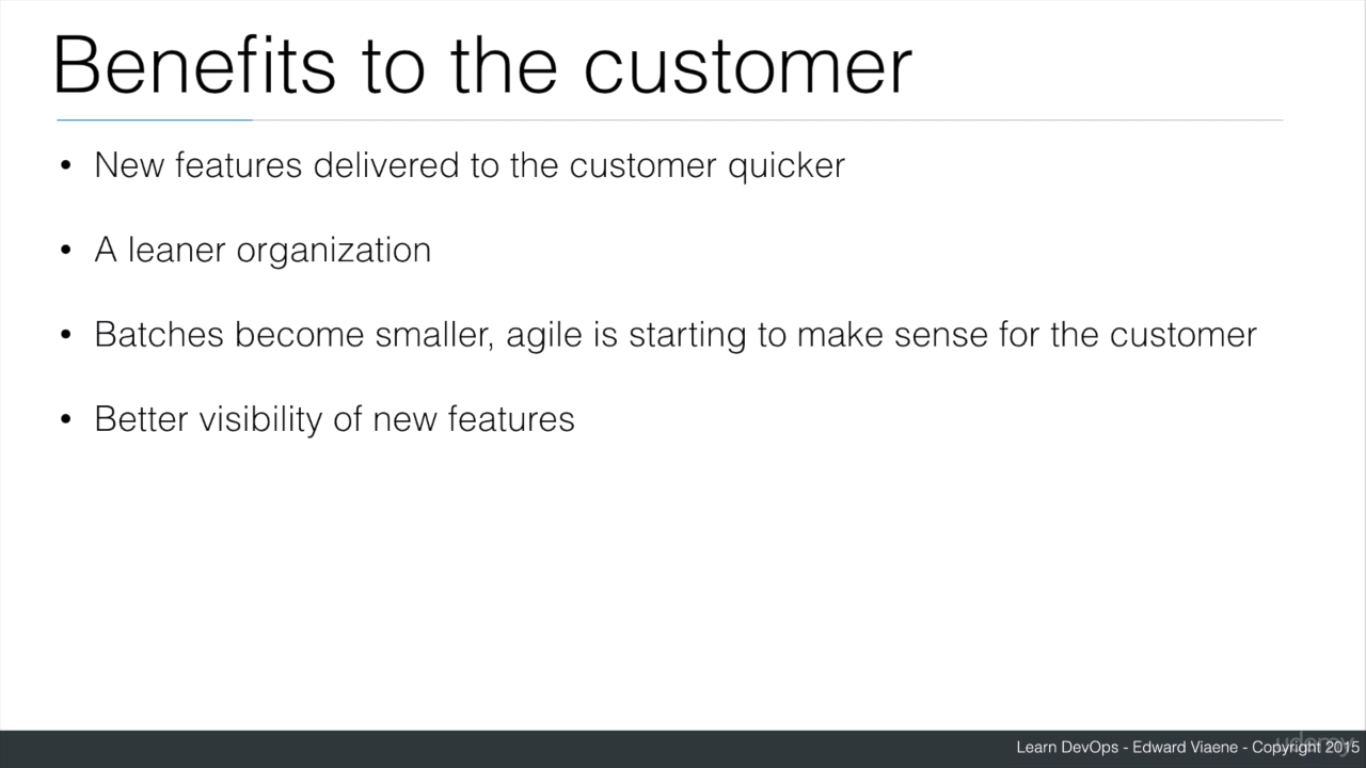 Benefits to the customer
• New features delivered to the customer quicker
• A leaner organization
• Batches become smaller, agile is starting to make sense for the customer
• Better visibility of new features
Learn DevOps - Edward Viaene - Copyright 2015
udemy